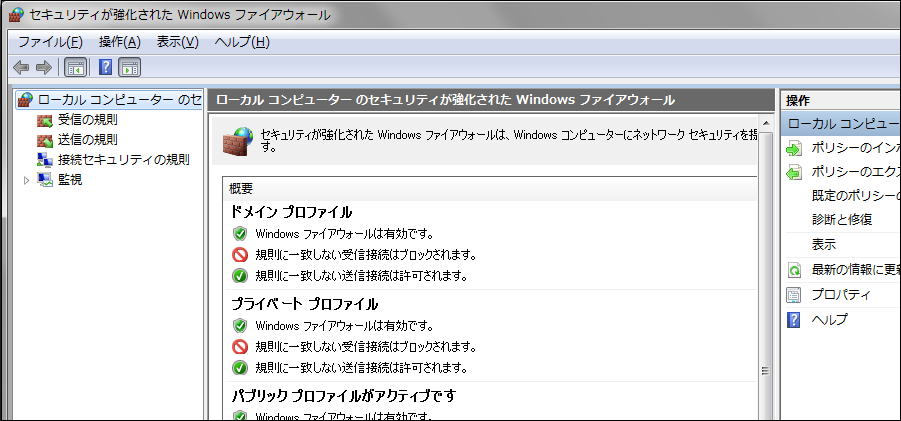 セキュリティが強化された Windows ファイアウォール
ファイル(F) 操作(A) 表示(V) ヘルプ(H)
ローカル コンピューター のセ
受信の規則
送信の規則
接続セキュリティの規則
監視
ローカル コンピューター のセキュリティが強化された Windows ファイアウォール
セキュリティが強化された Windows ファイアウォールは、Windows コンピューターにネットワーク セキュリティを提
す。
概要
ドメイン プロファイル
Windows ファイアウォールは有効です。
規則に一致しない受信接続はブロックされます。
規則に一致しない送信接続は許可されます。
プライベート プロファイル
Windows ファイアウォールは有効です。
規則に一致しない受信接続はブロックされます。
規則に一致しない送信接続は許可されます。
パブリック プロファイルがアクティブです
Windows ファイアウォールは有効です。
操作
ローカル コンピュー
ポリシーのインポ
ポリシーのエクス
既定のポリシーの
診断と修復
表示
最新の情報に更新
プロパティ
ヘルプ